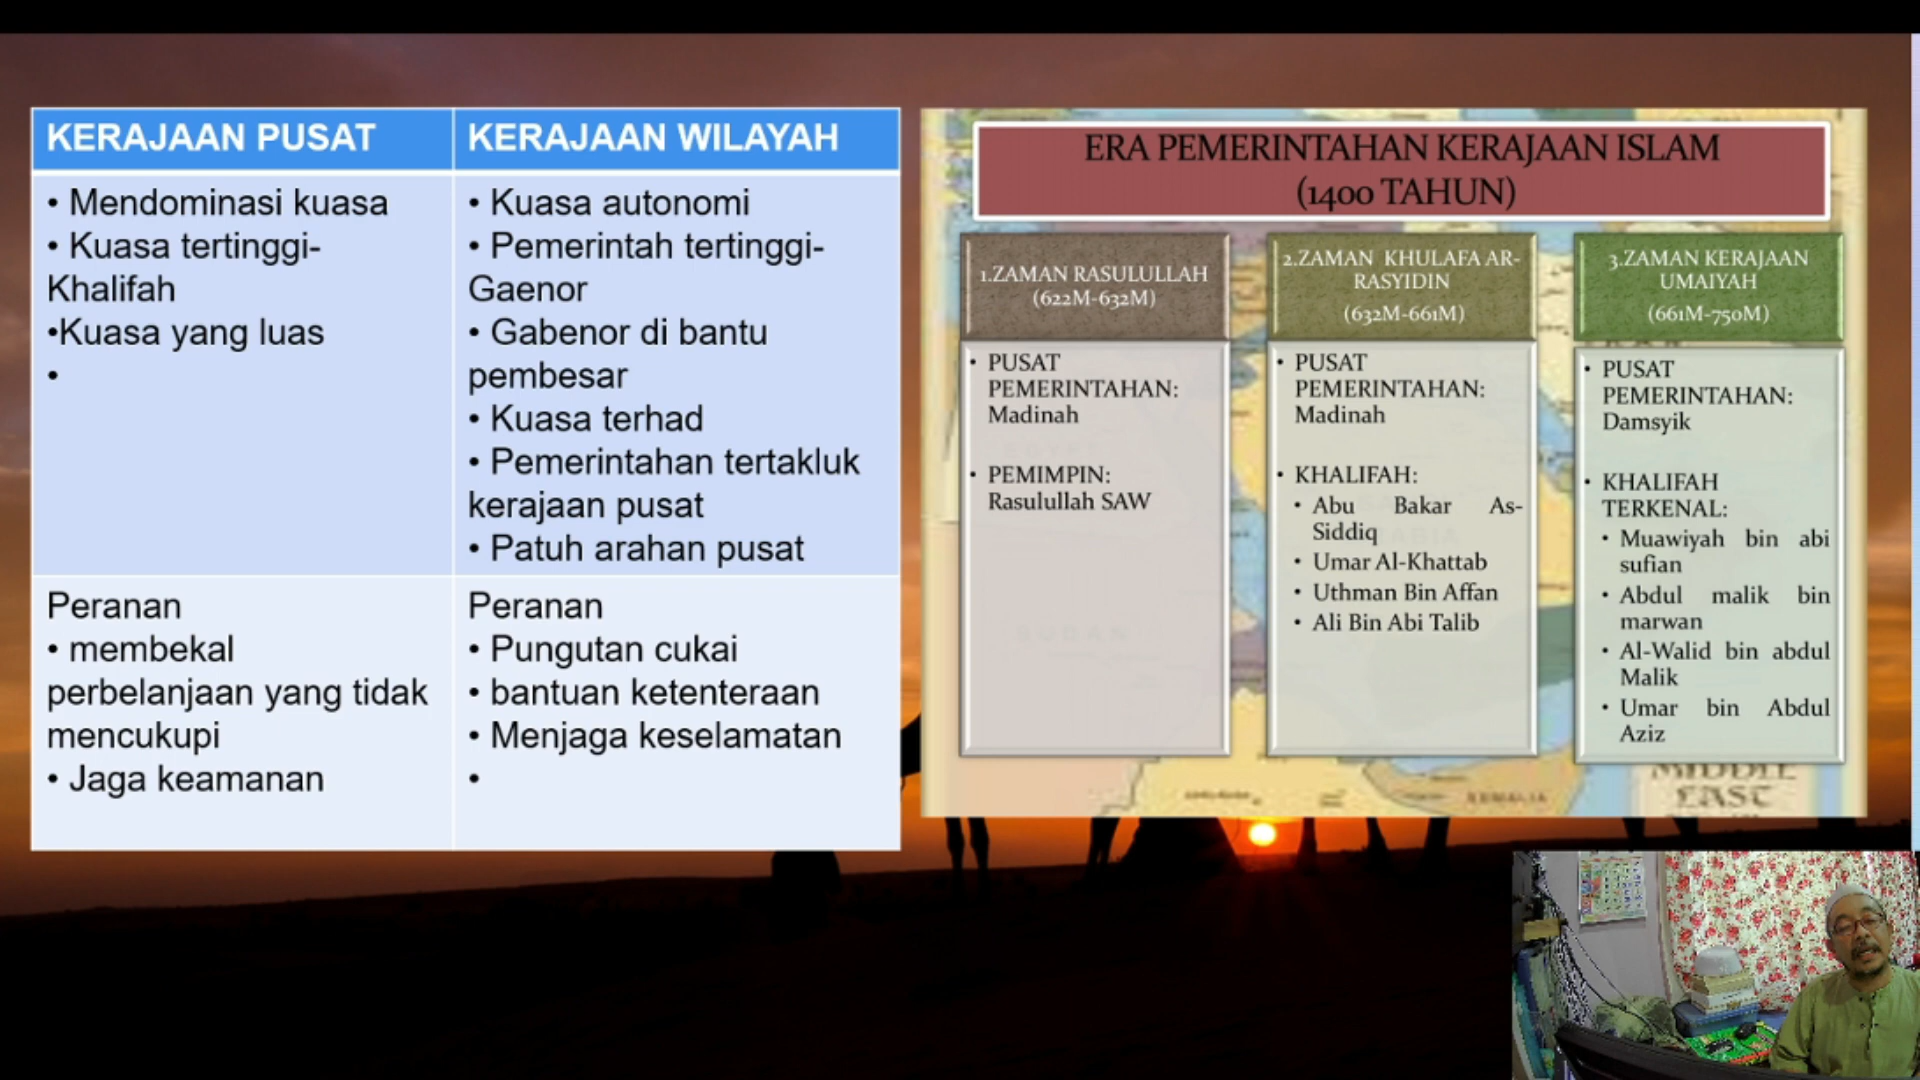 KERAJAAN PUSAT
• Mendominasi kuasa
• Kuasa tertinggi-
Khalifah
•Kuasa yang luas
•
Peranan
• membekal
perbelanjaan yang tidak
mencukupi
• Jaga keamanan
KERAJAAN WILAYAH
• Kuasa autonomi
• Pemerintah tertinggi-
Gaenor
• Gabenor di bantu
pembesar
• Kuasa terhad
• Pemerintahan tertakluk
kerajaan pusat
• Patuh arahan pusat
Peranan
• Pungutan cukai
• bantuan ketenteraan
• Menjaga keselamatan
•
ERA PEMERINTAHAN KERAJAAN ISLAM
(1400 TAHUN)
1.ZAMAN RASULULLAH
(622M-632M)
• PUSAT
PEMERINTAHAN:
Madinah
• PEMIMPIN:
Rasulullah SAW
2.ZAMAN KHULAFA AR-
RASYIDIN
(632M-661M)
• PUSAT
PEMERINTAHAN:
Madinah
• KHALIFAH:
• Abu Bakar As-
Siddiq
• Umar Al-Khattab
• Uthman Bin Affan
• Ali Bin Abi Talib
3.ZAMAN KERAJAAN
UMAIYAH
(661M-750M)
• PUSAT
PEMERINTAHAN:
Damsyik
• KHALIFAH
TERKENAL:
• Muawiyah bin abi
sufian
• Abdul malik bin
marwan
• Al-Walid bin abdul
Malik
• Umar bin Abdul
Aziz
MIDDLE
EAST